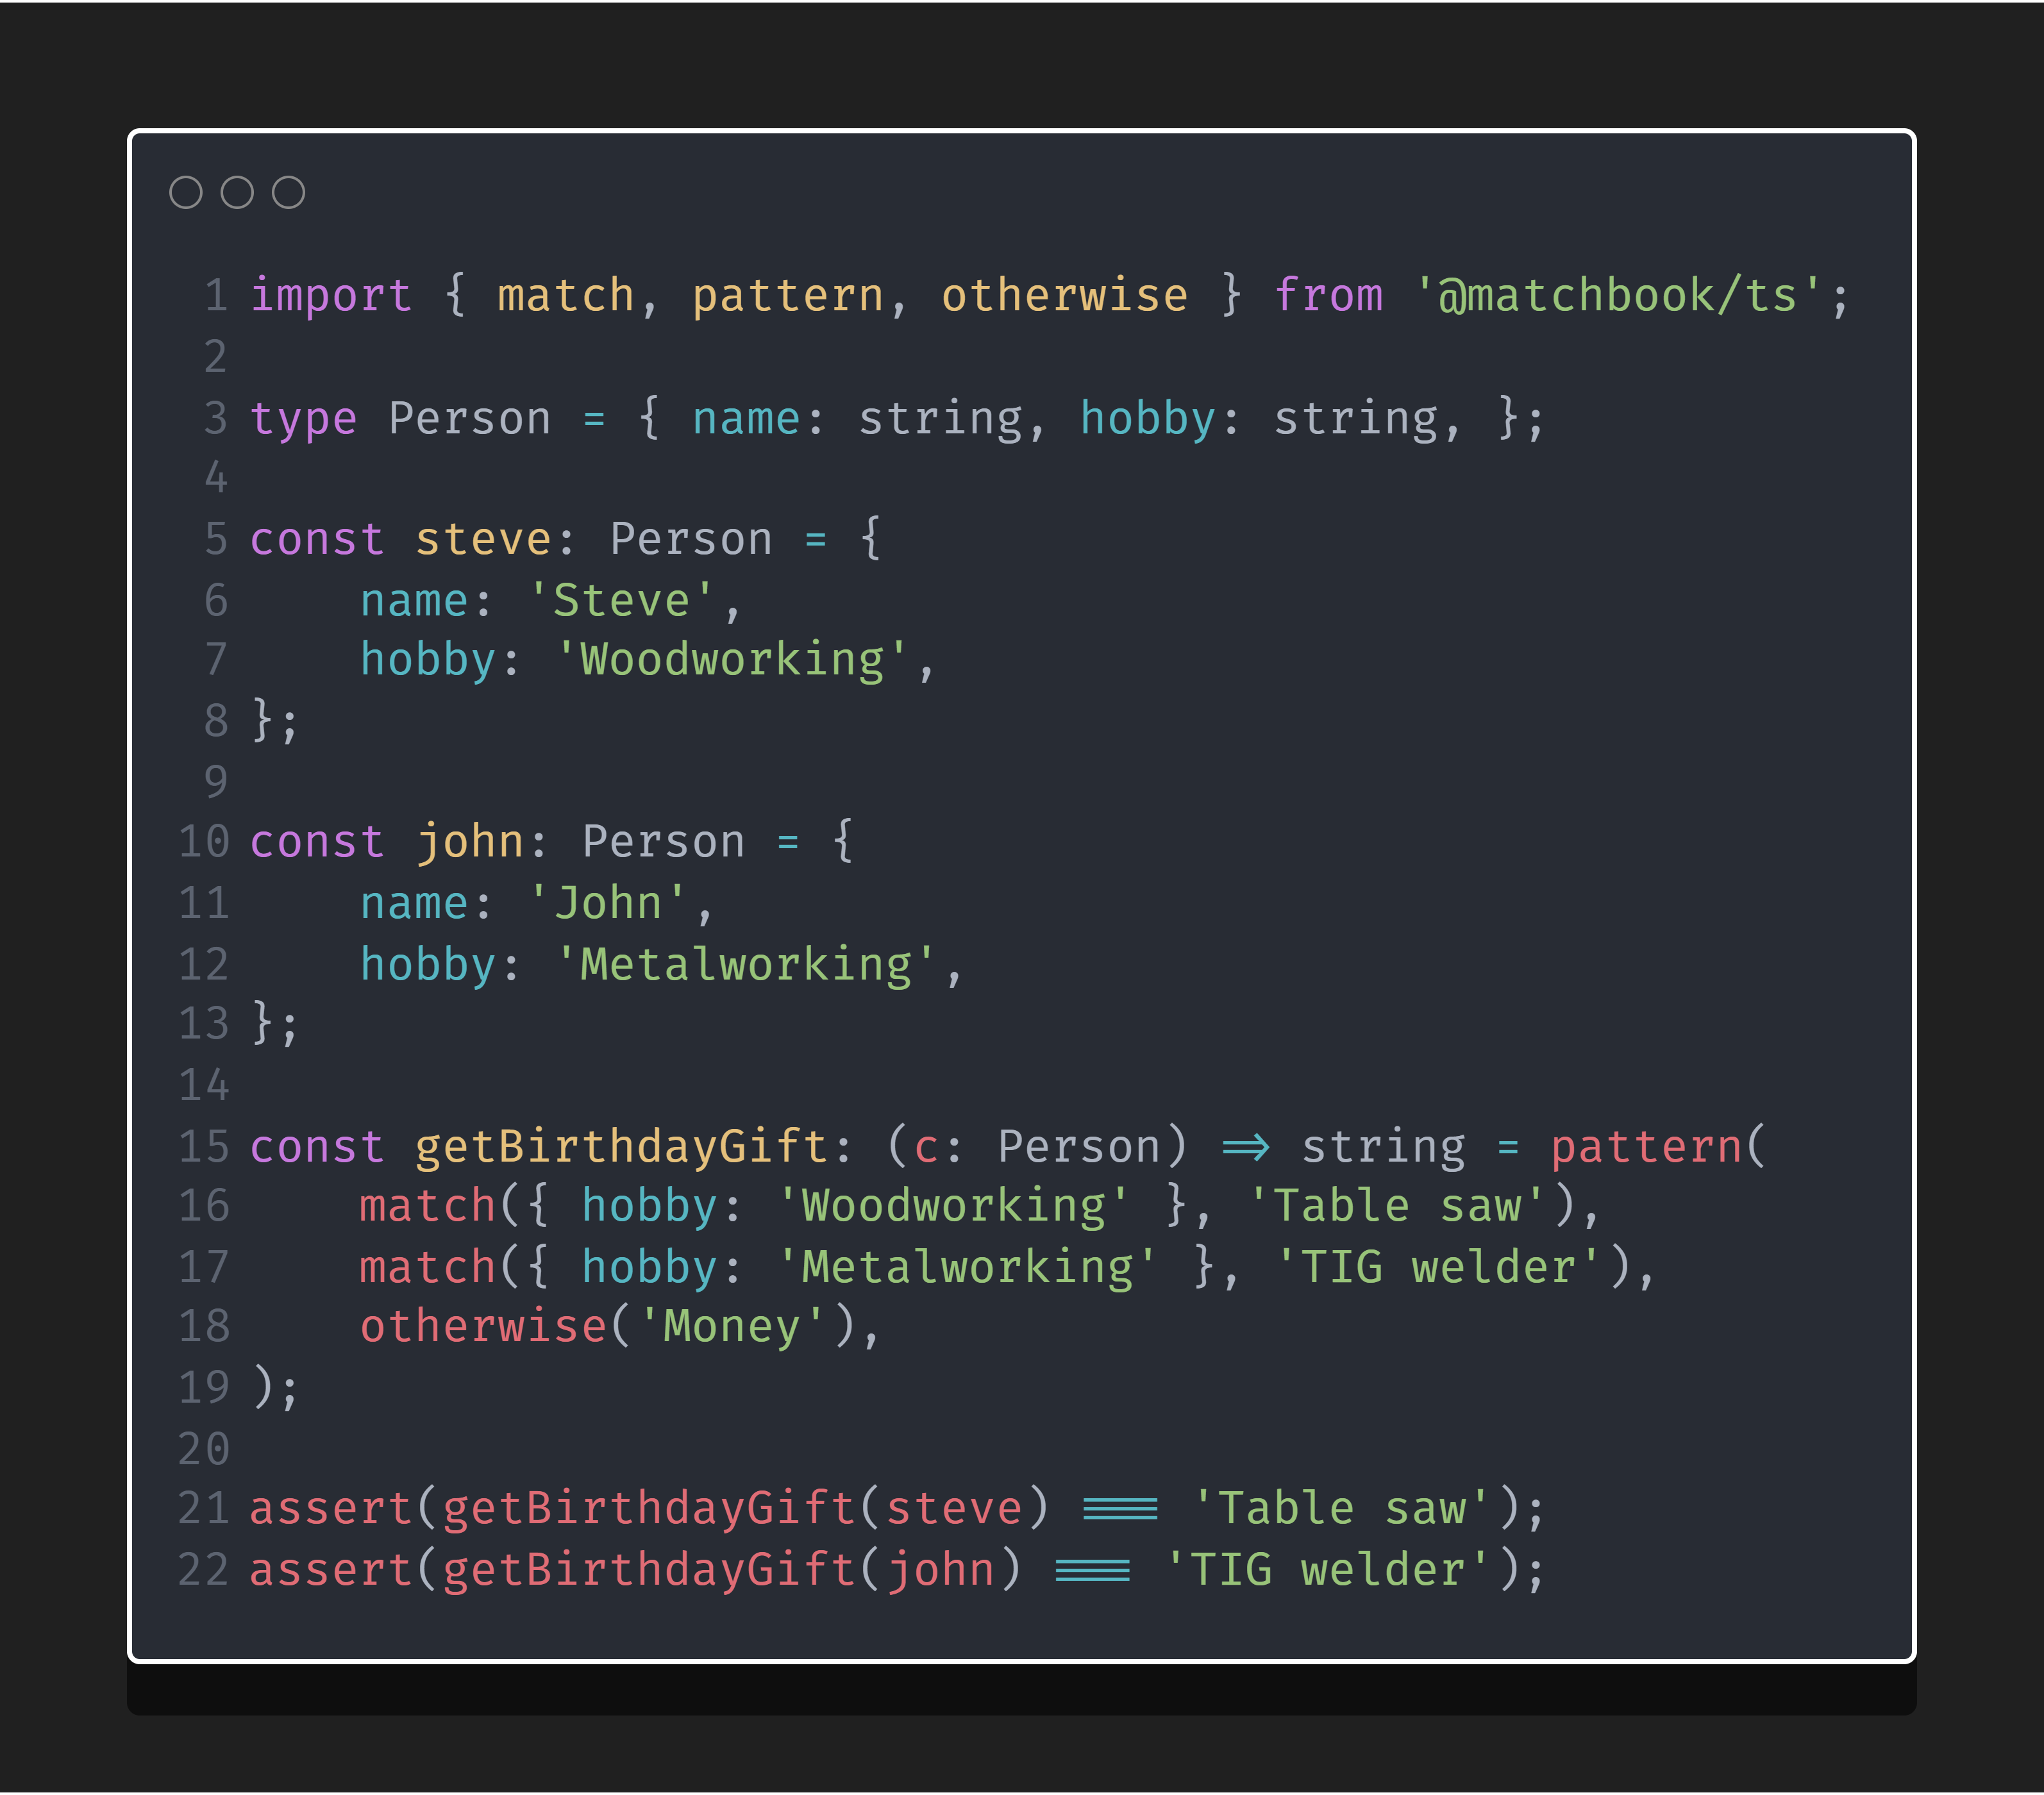 1 import { match, pattern, otherwise } from '@matchbook/ts';
2
3 type Person = { name: string, hobby: string, };
4
5 const steve: Person = {
6     name: 'Steve',
7     hobby: 'Woodworking',
8 };
9
10 const john: Person = {
11     name: 'John',
12     hobby: 'Metalworking',
13 };
14
15 const getBirthdayGift: (c: Person) => string = pattern(
16     match({ hobby: 'Woodworking' }, 'Table saw'),
17     match({ hobby: 'Metalworking' }, 'TIG welder'),
18     otherwise('Money'),
19 );
20
21 assert(getBirthdayGift(steve) === 'Table saw');
22 assert(getBirthdayGift(john) === 'TIG welder');